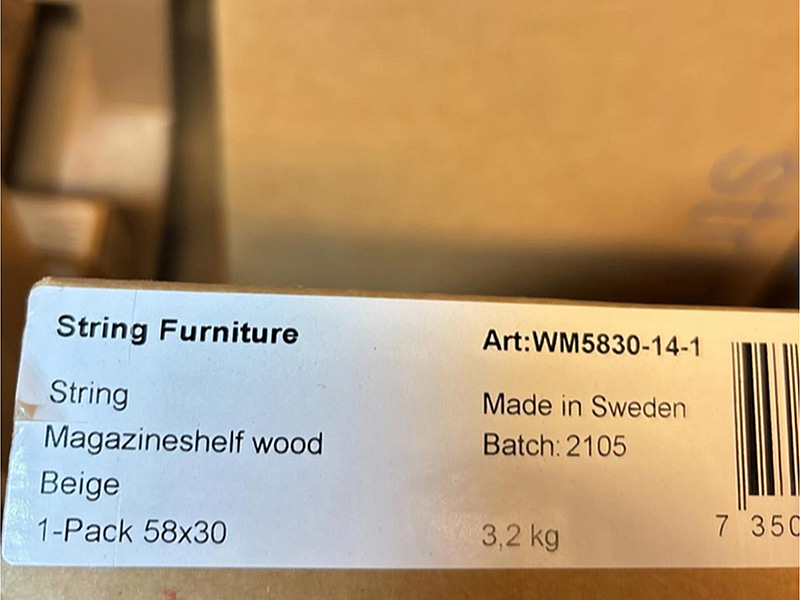 String Furniture
String
Magazineshelf wood
Beige
1-Pack 58x30
Art:WM5830-14-1
Made in Sweden
Batch: 2105
3,2 kg
7 350